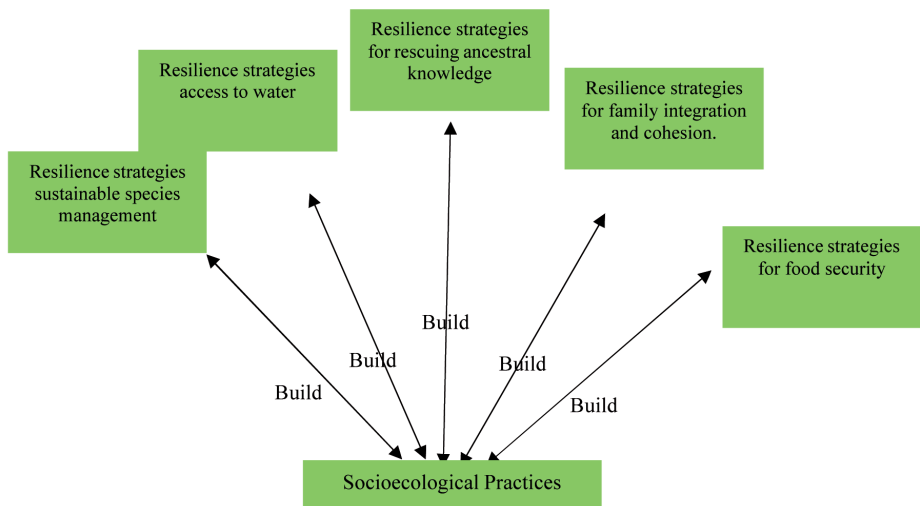 Resilience strategies
for rescuing ancestral
knowledge
Resilience strategies
access to water
Resilience strategies
for family integration
and cohesion.
Resilience strategies
sustainable species
management
Resilience strategies
for food security
Build
Build
Build
Build
Build
Socioecological Practices